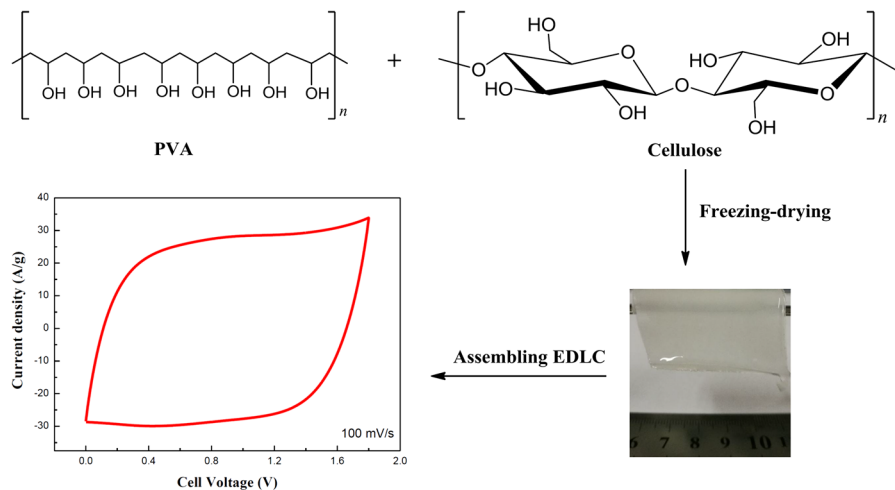 OH OH OH OH OH OH OH OH
n
PVA
+
HO
O
O
HO
OH
O
HO
OH
O
OH
n
Cellulose
Freezing-drying
Assembling EDLC
6 7 8 9 10 1
40
30
20
10
0
-10
-20
-30
Current density (A/g)
100 mV/s
0.0 0.4 0.8 1.2 1.6 2.0
Cell Voltage (V)